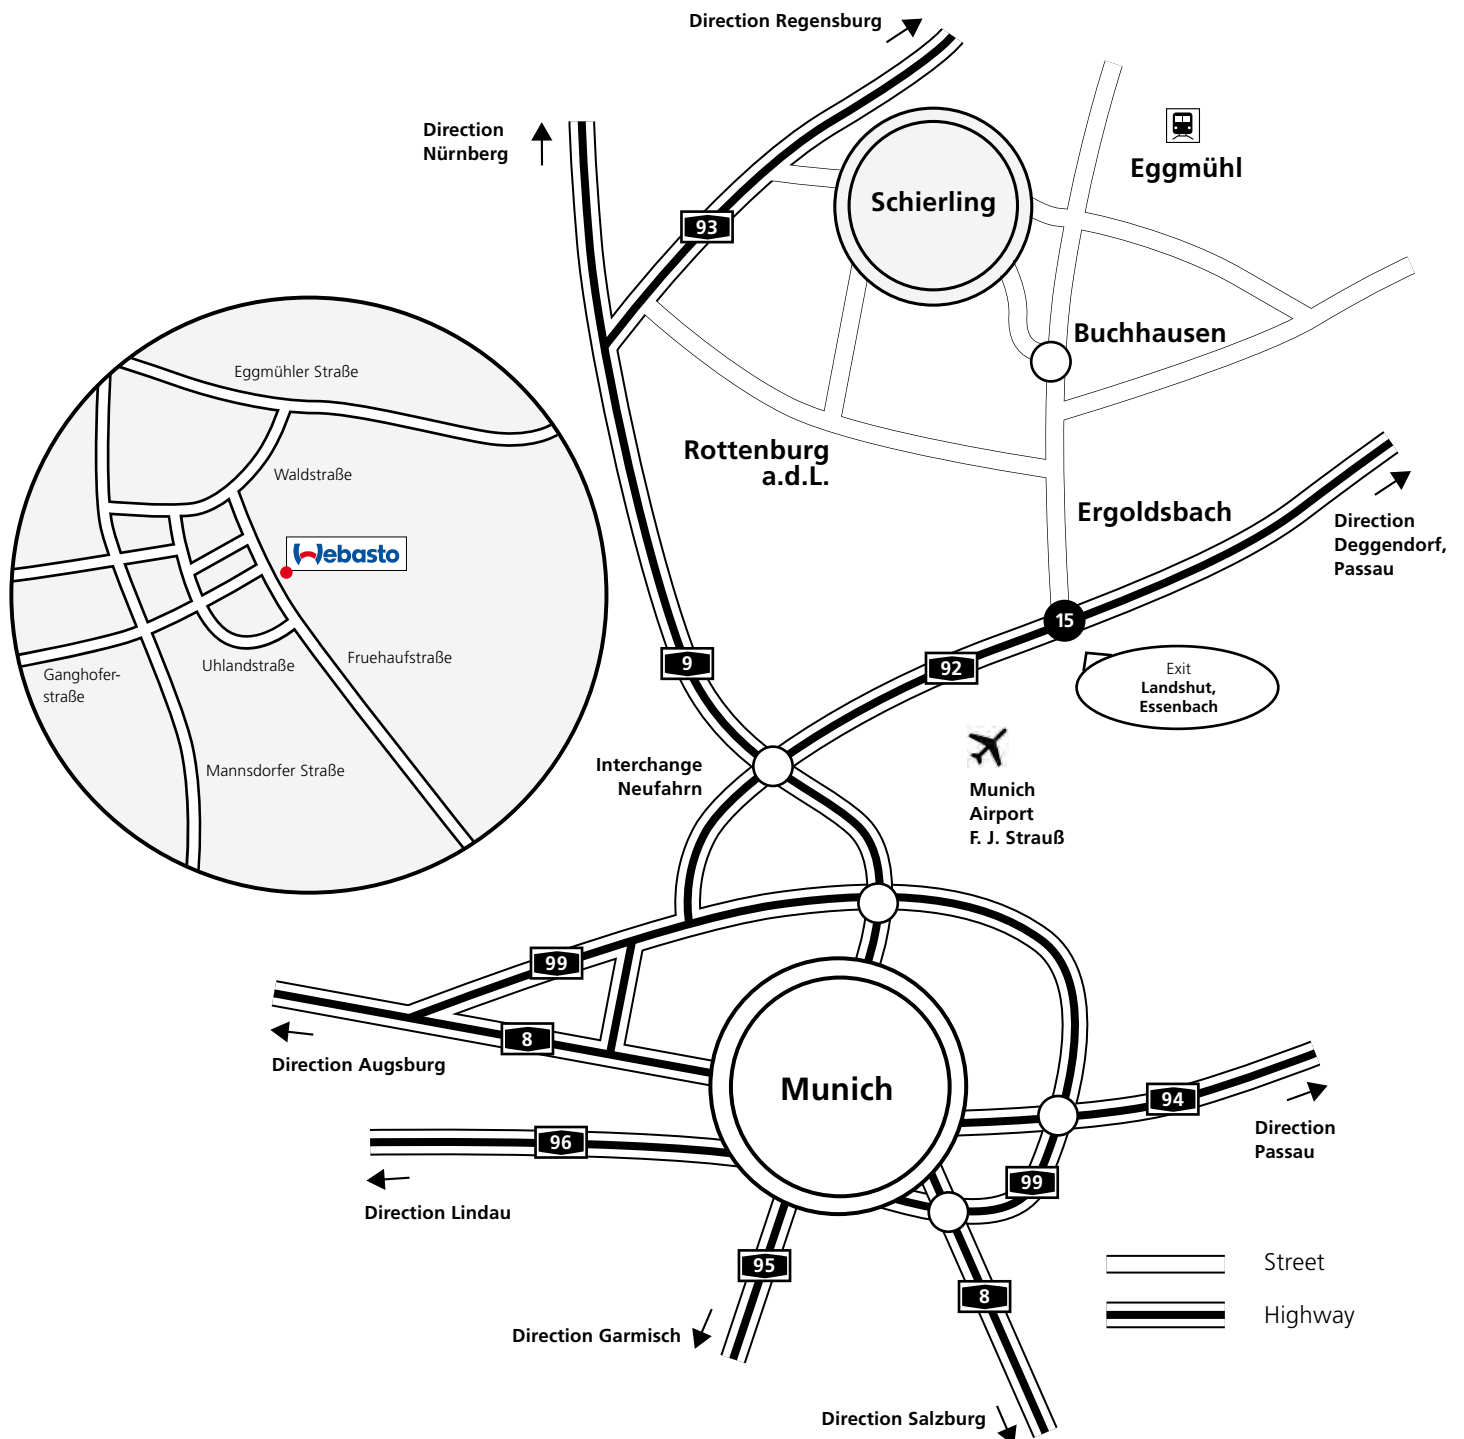 Direction Regensburg
Direction
Nürnberg
Eggmühl
Schierling
93
Buchhausen
Eggmühler Straße
Rottenburg
a.d.L.
Waldstraße
Ergoldsbach
Direction
Deggendorf,
Passau
Webasto
15
9
92
Exit
Landshut,
Essenbach
Uhlandstraße
Fruehaufstraße
Ganghofer-
straße
Mannsdorfer Straße
Interchange
Neufahrn
Munich
Airport
F. J. Strauß
99
8
Direction Augsburg
Munich
94
Direction
Passau
96
99
Direction Lindau
95
8
Street
Highway
Direction Garmisch
Direction Salzburg